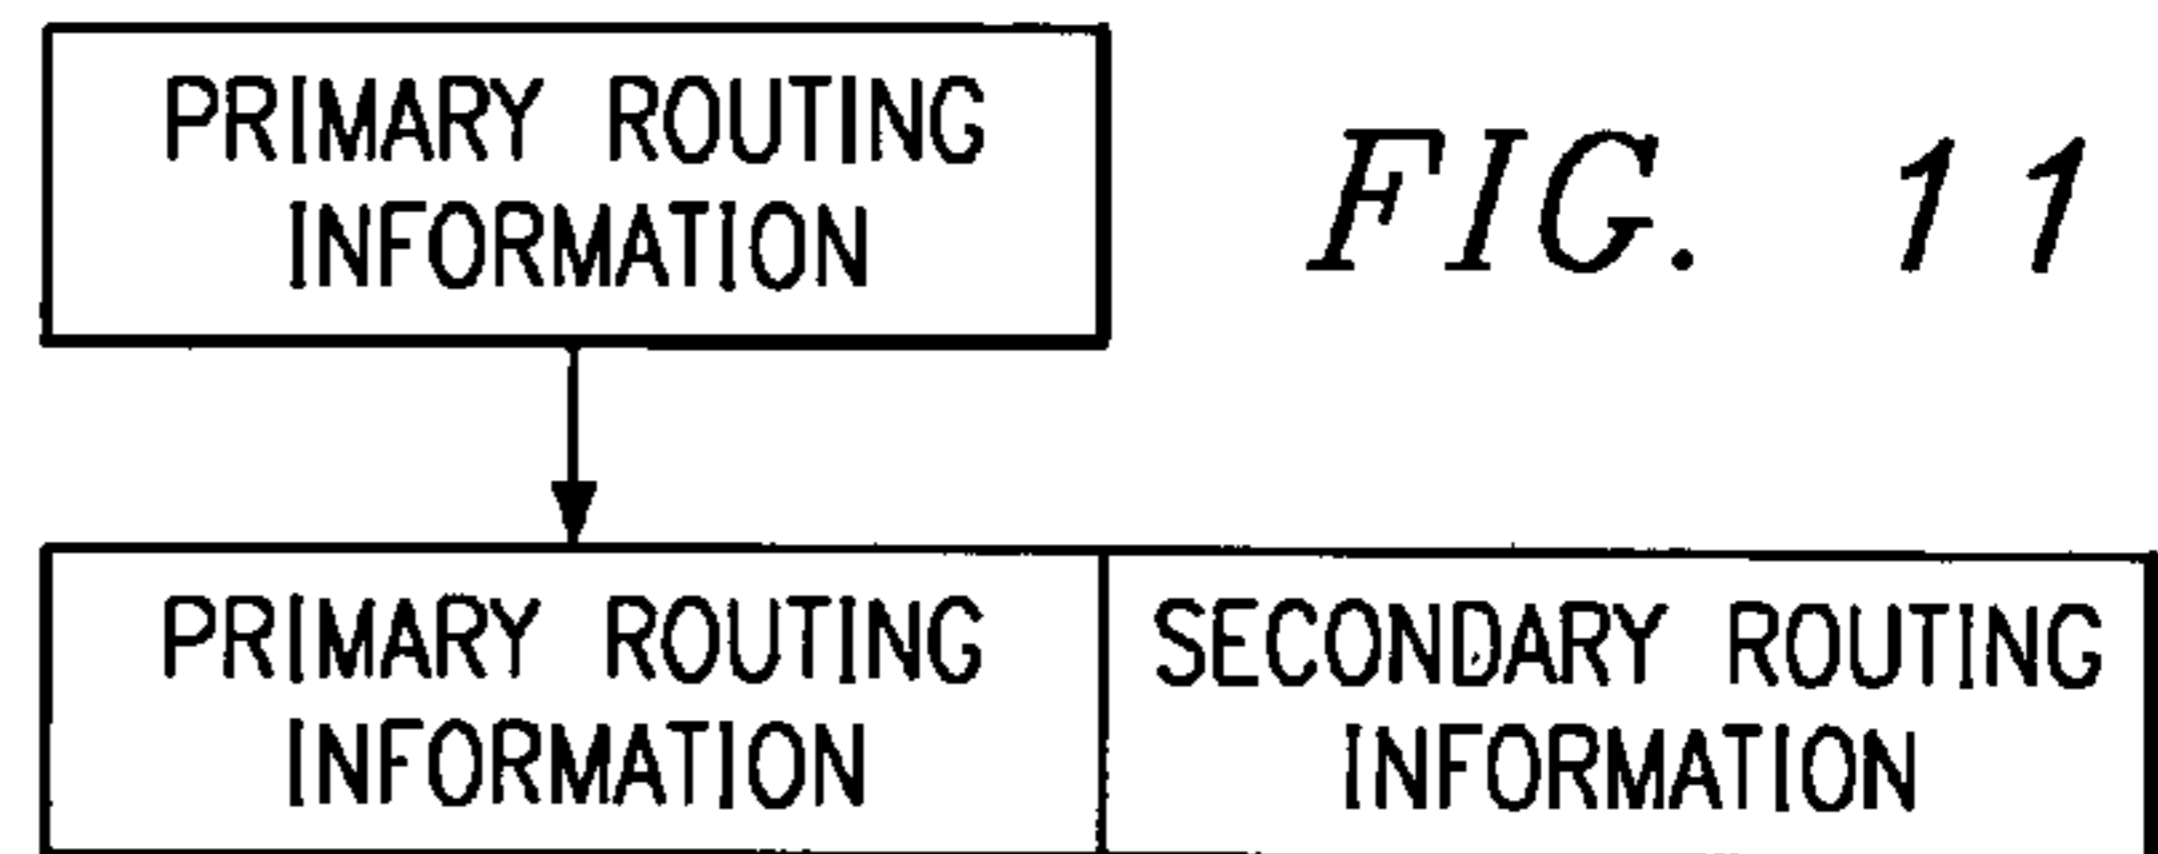 PRIMARY ROUTING
INFORMATION
FIG. 11
PRIMARY ROUTING
INFORMATION
SECONDARY ROUTING
INFORMATION